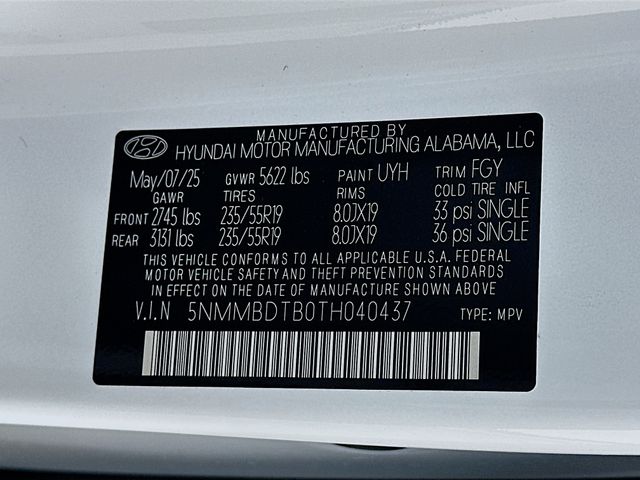 MANUFACTURED BY
HYUNDAI MOTOR MANUFACTURING ALABAMA, LLC
May/07/25 GVWR 5622 lbs PAINT UYH TRIM FGY
GAWR TIRES RIMS COLD TIRE INFL
FRONT 2745 lbs 235/55R19 8.0JX19 33 psi SINGLE
REAR 3131 lbs 235/55R19 8.0JX19 36 psi SINGLE
THIS VEHICLE CONFORMS TO ALL APPLICABLE U.S.A. FEDERAL
MOTOR VEHICLE SAFETY AND THEFT PREVENTION STANDARDS
IN EFFECT ON THE DATE OF MANUFACTURE SHOWN ABOVE.
V.I.N 5NMMBDTB0TH040437 TYPE: MPV